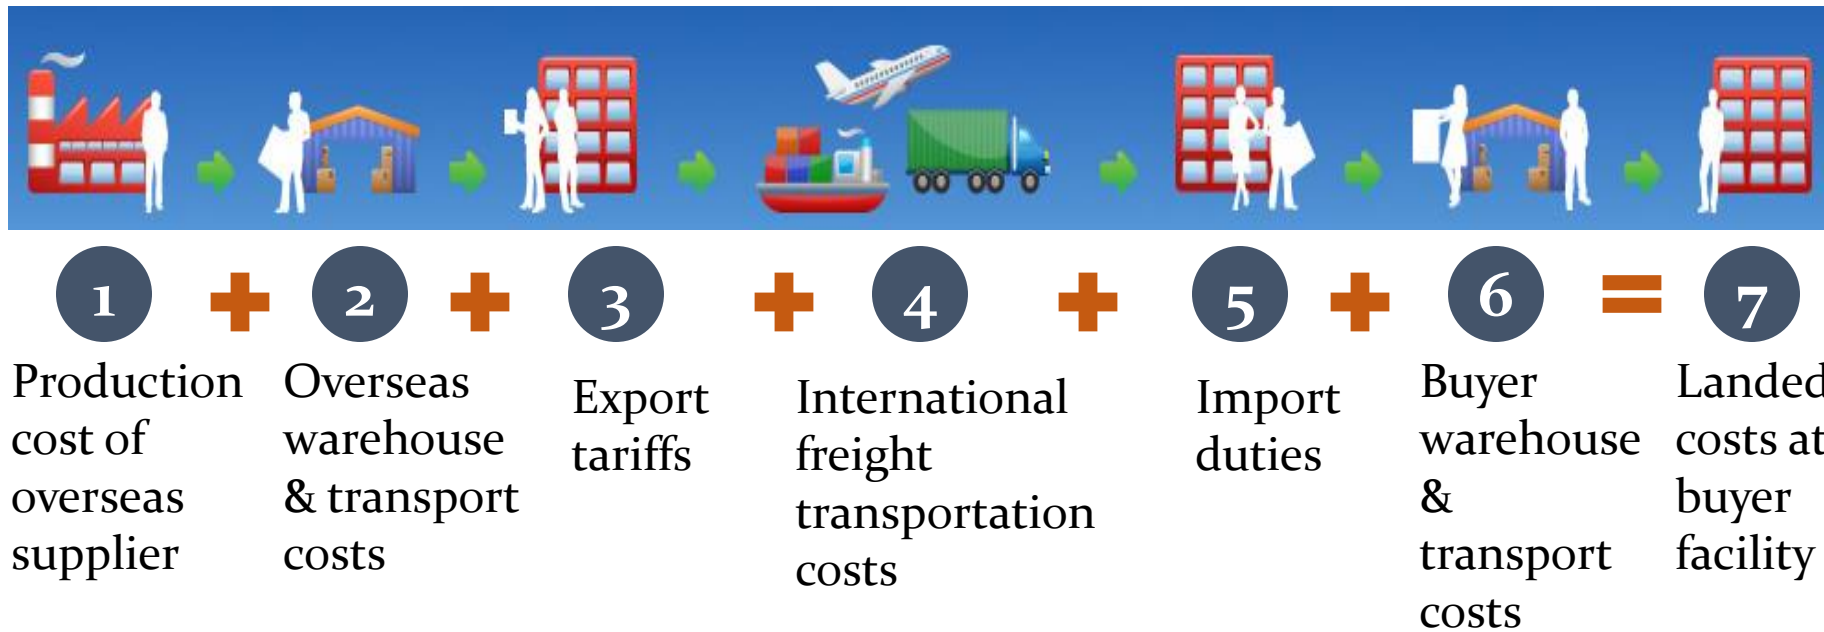 1 + 2 + 3 + 4 + 5 + 6 = 7
Production
cost of
overseas
supplier
Overseas
warehouse
& transport
costs
Export
tariffs
International
freight
transportation
costs
Import
duties
Buyer
warehouse
&
transport
costs
Landed
costs at
buyer
facility